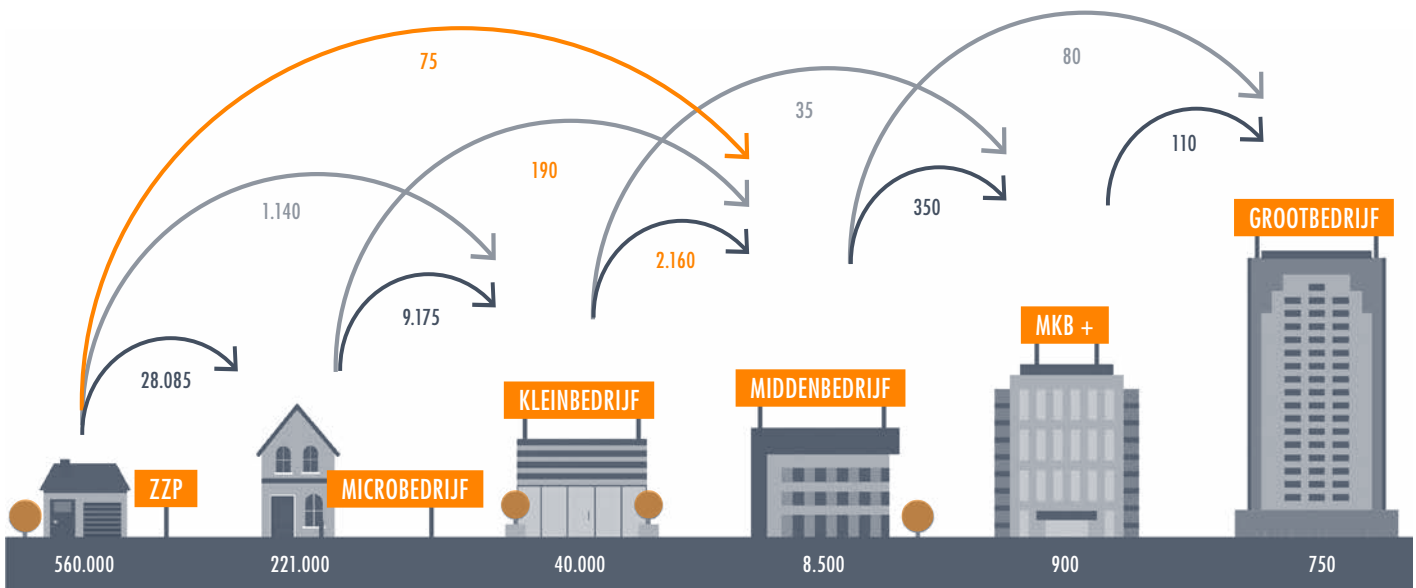 75
80
35
110
190
1.140
350
2.160
9.175
28.085
GROOTBEDRIJF
MKB +
MIDDENBEDRIJF
KLEINBEDRIJF
MICROBEDRIJF
ZZP
560.000
221.000
40.000
8.500
900
750